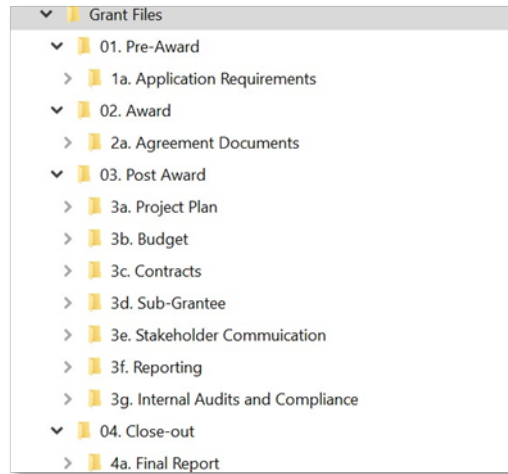 Grant Files
01. Pre-Award
1a. Application Requirements
02. Award
2a. Agreement Documents
03. Post Award
3a. Project Plan
3b. Budget
3c. Contracts
3d. Sub-Grantee
3e. Stakeholder Commuication
3f. Reporting
3g. Internal Audits and Compliance
04. Close-out
4a. Final Report